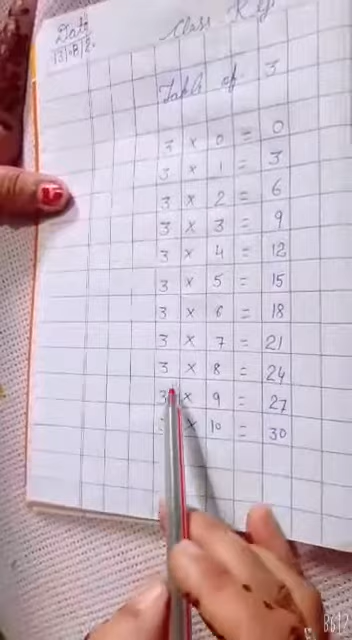 Date
Class
Table of 3
3 × 0 = 0
3 × 1 = 3
3 × 2 = 6
3 × 3 = 9
3 × 4 = 12
3 × 5 = 15
3 × 6 = 18
3 × 7 = 21
3 × 8 = 24
3 × 9 = 27
× 10 = 30